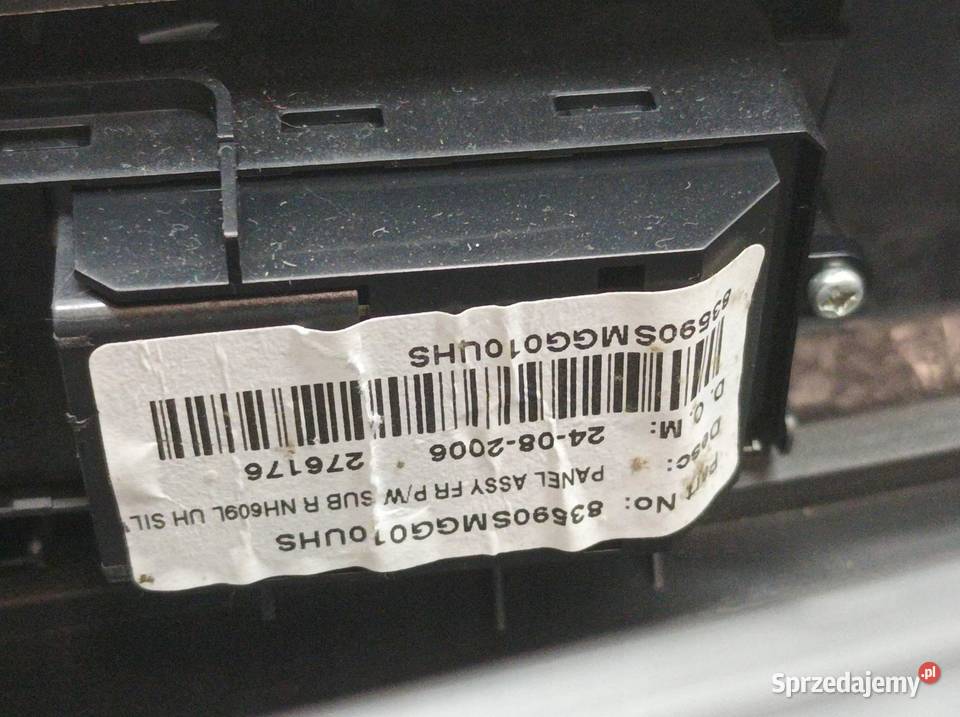 Part No: 83590SMGG010UHS
Desc: PANEL ASSY FR P/W SUB R NH609L UH SIL
D. O. M: 24-08-2006 276176
83590SMGG010UHS
Sprzedajemy.pl